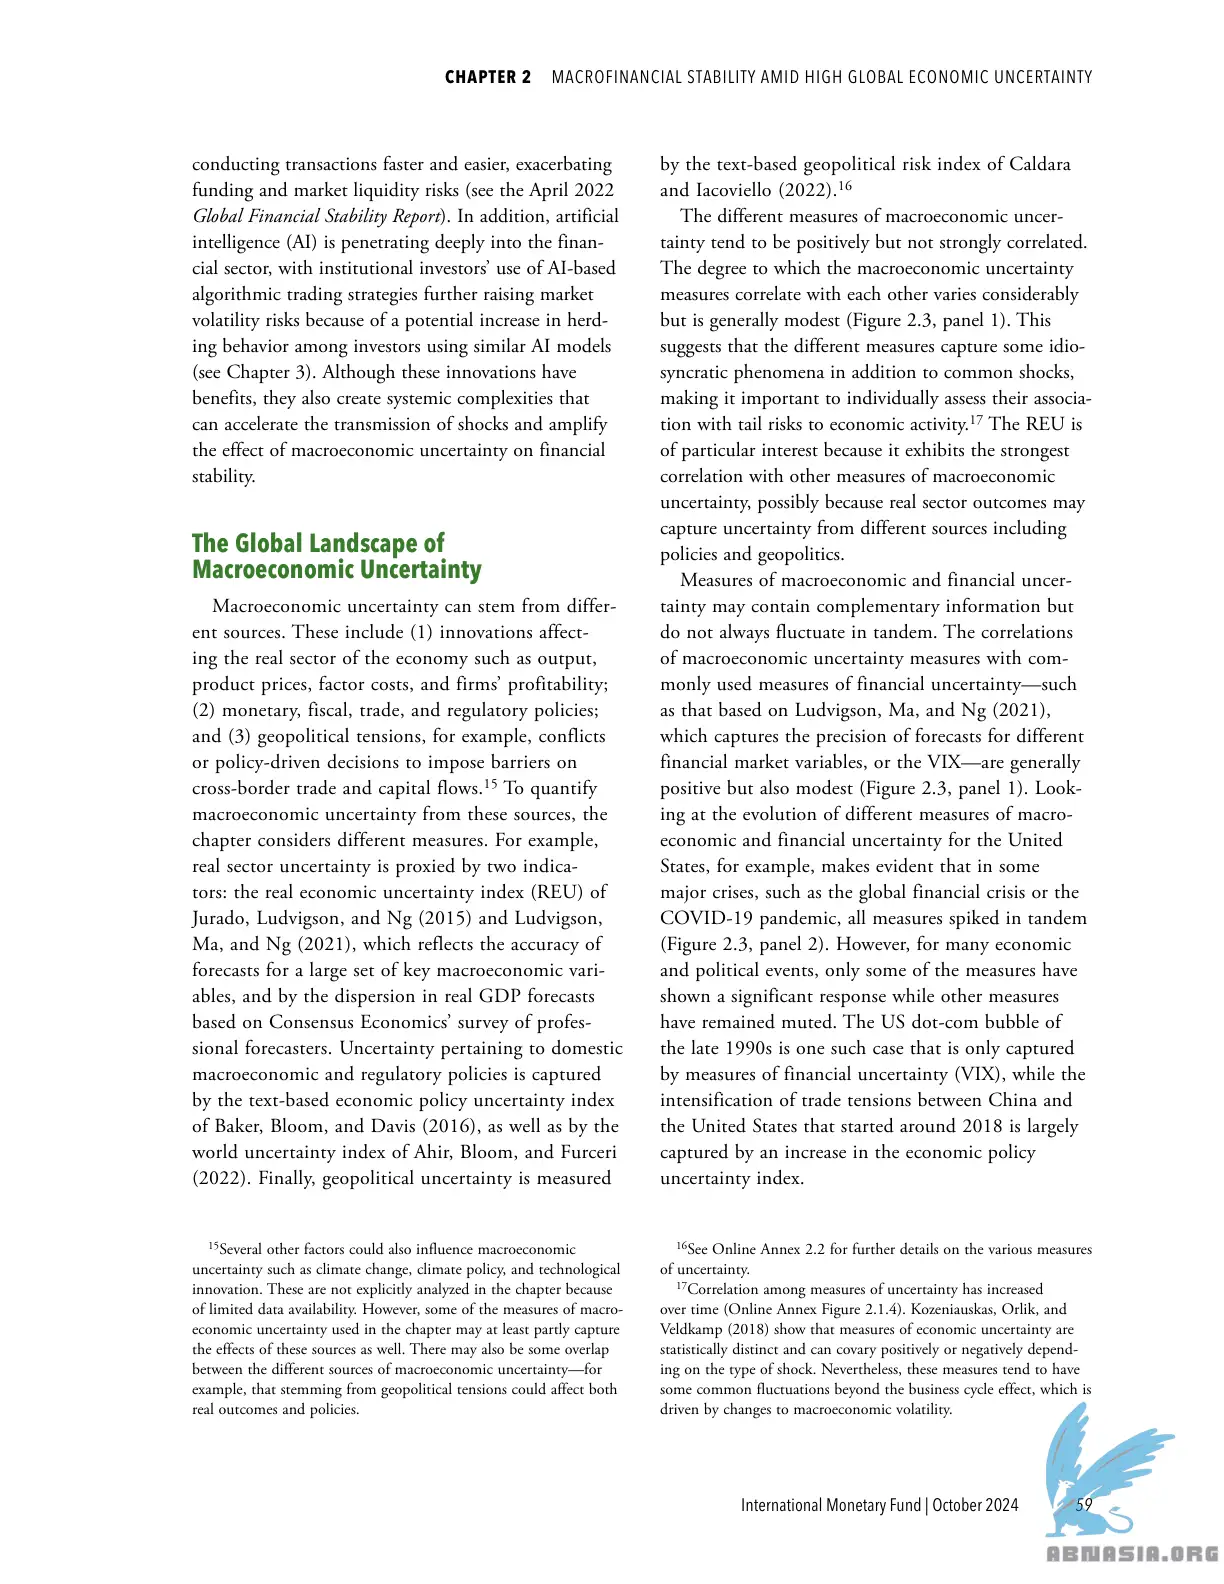 CHAPTER 2 MACROFINANCIAL STABILITY AMID HIGH GLOBAL ECONOMIC UNCERTAINTY
conducting transactions faster and easier, exacerbating
funding and market liquidity risks (see the April 2022
Global Financial Stability Report). In addition, artificial
intelligence (AI) is penetrating deeply into the finan-
cial sector, with institutional investors’ use of AI-based
algorithmic trading strategies further raising market
volatility risks because of a potential increase in herd-
ing behavior among investors using similar AI models
(see Chapter 3). Although these innovations have
benefits, they also create systemic complexities that
can accelerate the transmission of shocks and amplify
the effect of macroeconomic uncertainty on financial
stability.
The Global Landscape of
Macroeconomic Uncertainty
Macroeconomic uncertainty can stem from differ-
ent sources. These include (1) innovations affect-
ing the real sector of the economy such as output,
product prices, factor costs, and firms’ profitability;
(2) monetary, fiscal, trade, and regulatory policies;
and (3) geopolitical tensions, for example, conflicts
or policy-driven decisions to impose barriers on
cross-border trade and capital flows.15 To quantify
macroeconomic uncertainty from these sources, the
chapter considers different measures. For example,
real sector uncertainty is proxied by two indica-
tors: the real economic uncertainty index (REU) of
Jurado, Ludvigson, and Ng (2015) and Ludvigson,
Ma, and Ng (2021), which reflects the accuracy of
forecasts for a large set of key macroeconomic vari-
ables, and by the dispersion in real GDP forecasts
based on Consensus Economics’ survey of profes-
sional forecasters. Uncertainty pertaining to domestic
macroeconomic and regulatory policies is captured
by the text-based economic policy uncertainty index
of Baker, Bloom, and Davis (2016), as well as by the
world uncertainty index of Ahir, Bloom, and Furceri
(2022). Finally, geopolitical uncertainty is measured
15Several other factors could also influence macroeconomic
uncertainty such as climate change, climate policy, and technological
innovation. These are not explicitly analyzed in the chapter because
of limited data availability. However, some of the measures of macro-
economic uncertainty used in the chapter may at least partly capture
the effects of these sources as well. There may also be some overlap
between the different sources of macroeconomic uncertainty—for
example, that stemming from geopolitical tensions could affect both
real outcomes and policies.
by the text-based geopolitical risk index of Caldara
and Iacoviello (2022).16
The different measures of macroeconomic uncer-
tainty tend to be positively but not strongly correlated.
The degree to which the macroeconomic uncertainty
measures correlate with each other varies considerably
but is generally modest (Figure 2.3, panel 1). This
suggests that the different measures capture some idio-
syncratic phenomena in addition to common shocks,
making it important to individually assess their associa-
tion with tail risks to economic activity.17 The REU is
of particular interest because it exhibits the strongest
correlation with other measures of macroeconomic
uncertainty, possibly because real sector outcomes may
capture uncertainty from different sources including
policies and geopolitics.
Measures of macroeconomic and financial uncer-
tainty may contain complementary information but
do not always fluctuate in tandem. The correlations
of macroeconomic uncertainty measures with com-
monly used measures of financial uncertainty—such
as that based on Ludvigson, Ma, and Ng (2021),
which captures the precision of forecasts for different
financial market variables, or the VIX—are generally
positive but also modest (Figure 2.3, panel 1). Look-
ing at the evolution of different measures of macro-
economic and financial uncertainty for the United
States, for example, makes evident that in some
major crises, such as the global financial crisis or the
COVID-19 pandemic, all measures spiked in tandem
(Figure 2.3, panel 2). However, for many economic
and political events, only some of the measures have
shown a significant response while other measures
have remained muted. The US dot-com bubble of
the late 1990s is one such case that is only captured
by measures of financial uncertainty (VIX), while the
intensification of trade tensions between China and
the United States that started around 2018 is largely
captured by an increase in the economic policy
uncertainty index.
16See Online Annex 2.2 for further details on the various measures
of uncertainty.
17Correlation among measures of uncertainty has increased
over time (Online Annex Figure 2.1.4). Kozeniauskas, Orlik, and
Veldkamp (2018) show that measures of economic uncertainty are
statistically distinct and can covary positively or negatively depend-
ing on the type of shock. Nevertheless, these measures tend to have
some common fluctuations beyond the business cycle effect, which is
driven by changes to macroeconomic volatility.
International Monetary Fund | October 2024 59
ABNASIA.ORG